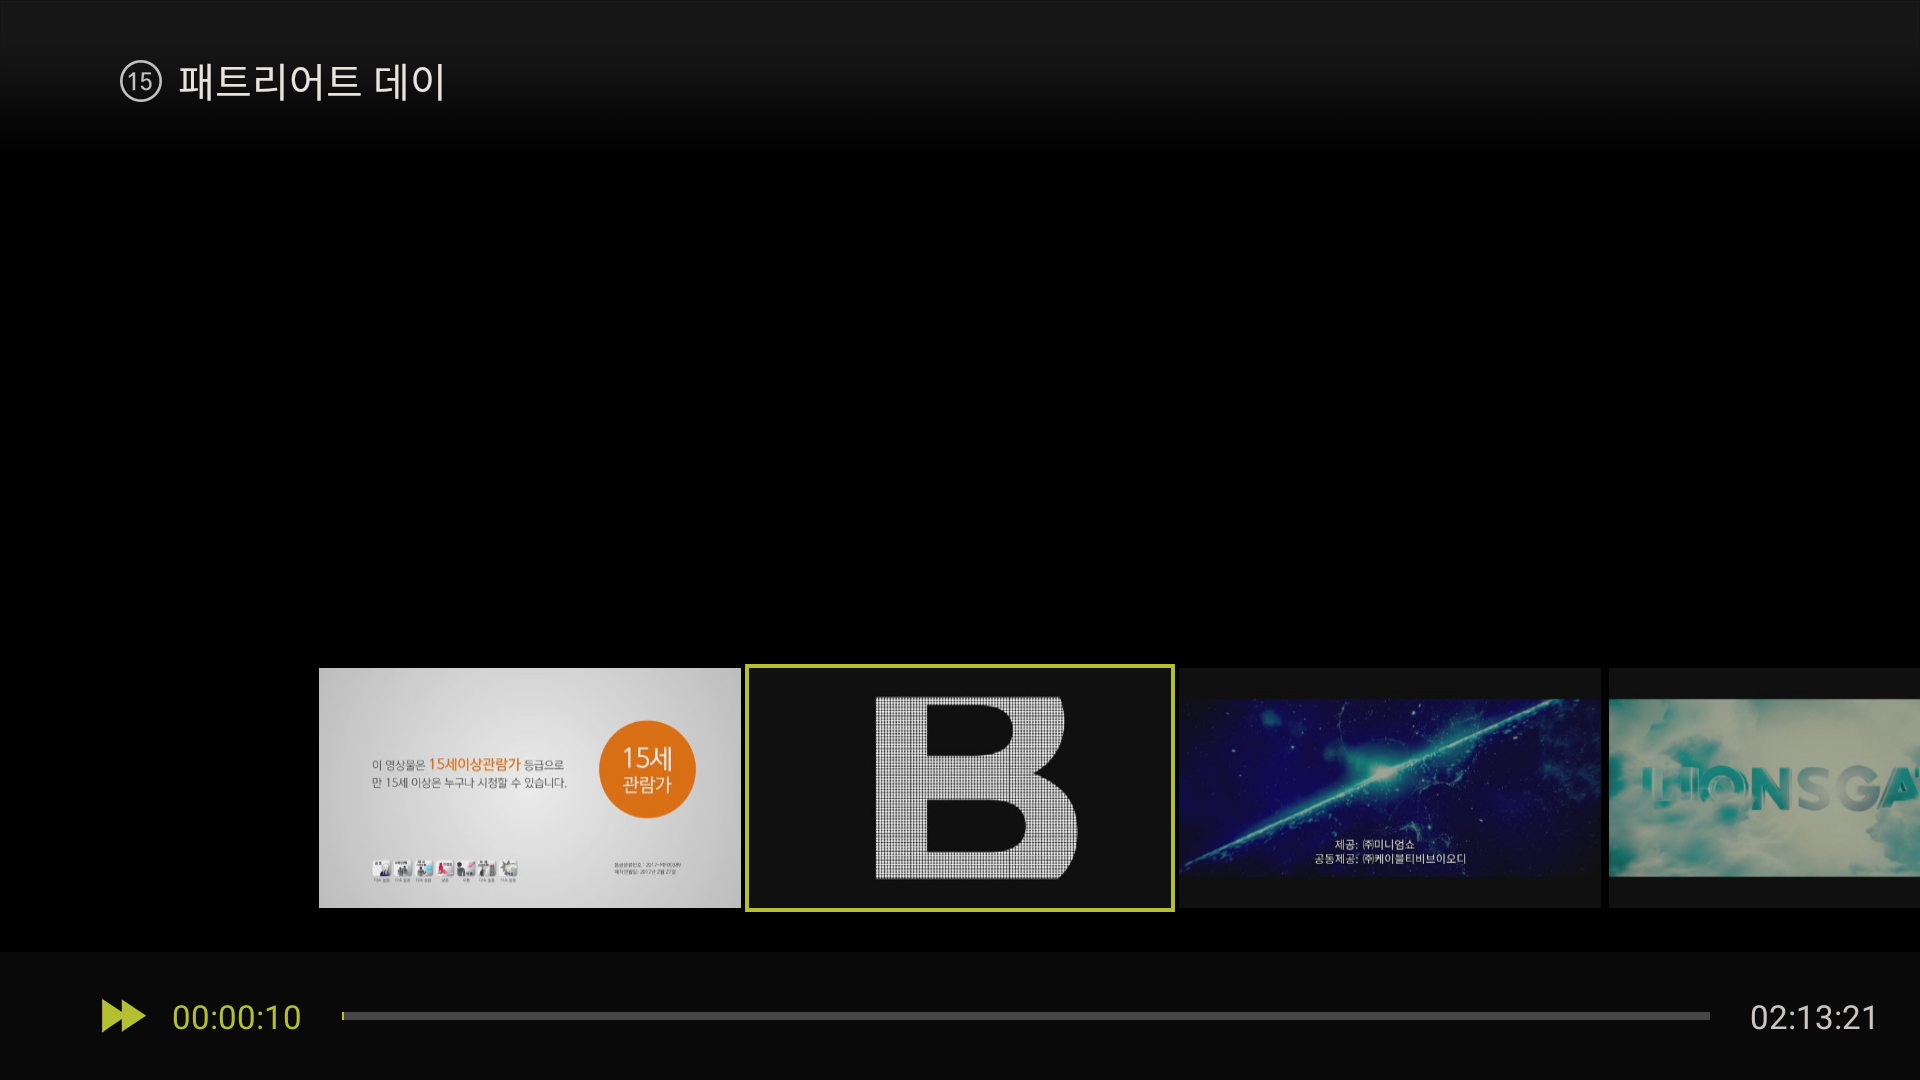 15 패트리어트 데이
이 영상물은 15세이상관람가 등급으로
만 15세 이상은 누구나 시청할 수 있습니다.
15세
관람가
B
제공: ㈜미니엄쇼
공동제공: ㈜케이블티비브이오디
LIONSGA
00:00:10
02:13:21